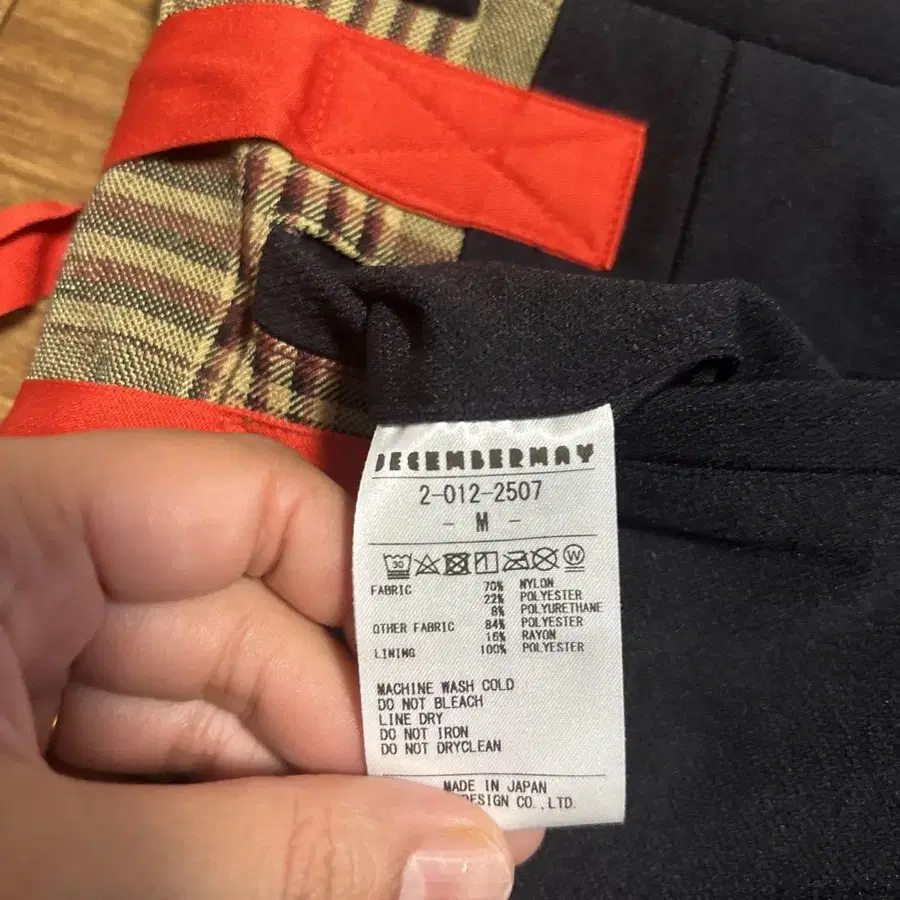 DECEMBERMAY
2-012-2507
- M -
30 W
FABRIC 70% NYLON
22% POLYESTER
8% POLYURETHANE
OTHER FABRIC 84% POLYESTER
16% RAYON
LINING 100% POLYESTER
MACHINE WASH COLD
DO NOT BLEACH
LINE DRY
DO NOT IRON
DO NOT DRYCLEAN
MADE IN JAPAN
DESIGN CO.,LTD.